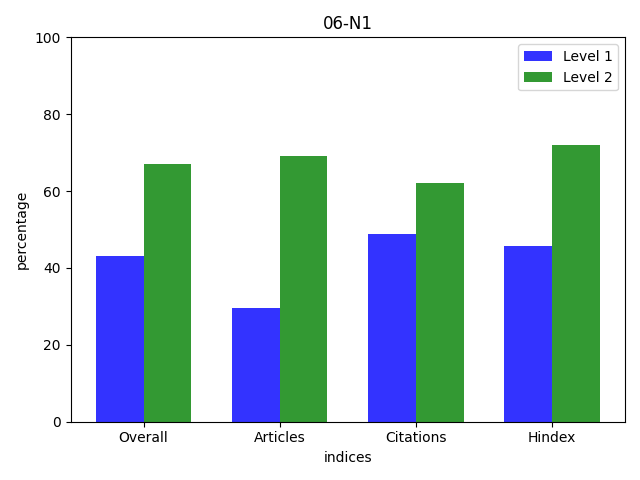 06-N1
Level 1
Level 2
percentage
100
80
60
40
20
0
Overall Articles Citations Hindex
indices